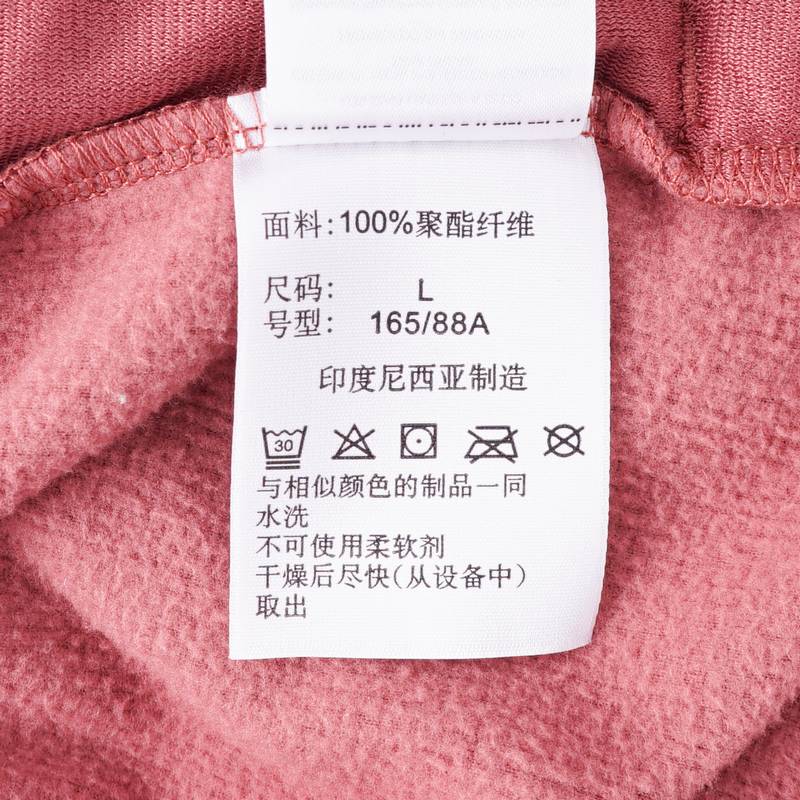 面料:100%聚酯纤维
尺码: L
号型: 165/88A
印度尼西亚制造
30
与相似颜色的制品一同
水洗
不可使用柔软剂
干燥后尽快(从设备中)
取出